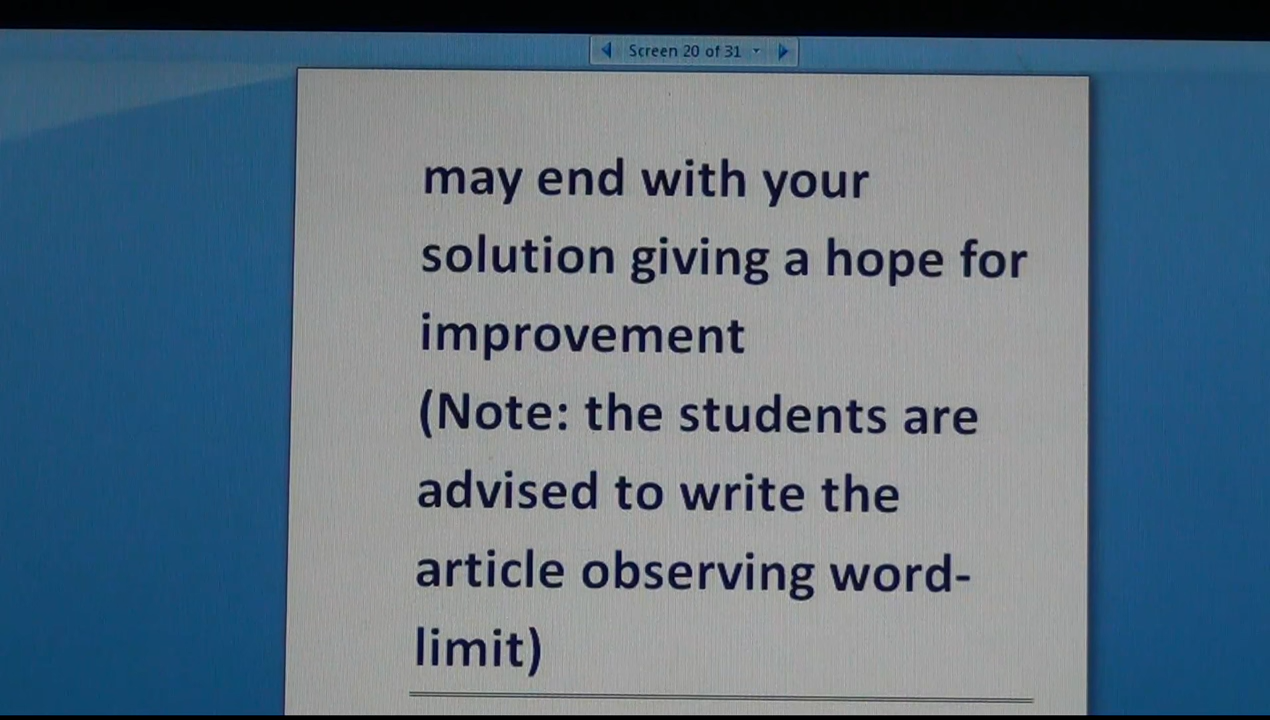 Screen 20 of 31
may end with your
solution giving a hope for
improvement
(Note: the students are
advised to write the
article observing word-
limit)